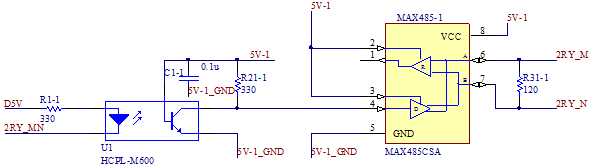 5V-1
MAX485-1
5V-1
VCC
8
2
A
6
2RY_M
1
R
5V-1
0.1u
C1-1
R21-1
330
5V-1_GND
B
7
R31-1
120
3
D5V
R1-1
330
4
D
2RY_N
2RY_MN
5
GND
U1
HCPL-M600
5V-1_GND
5V-1_GND
MAX485CSA